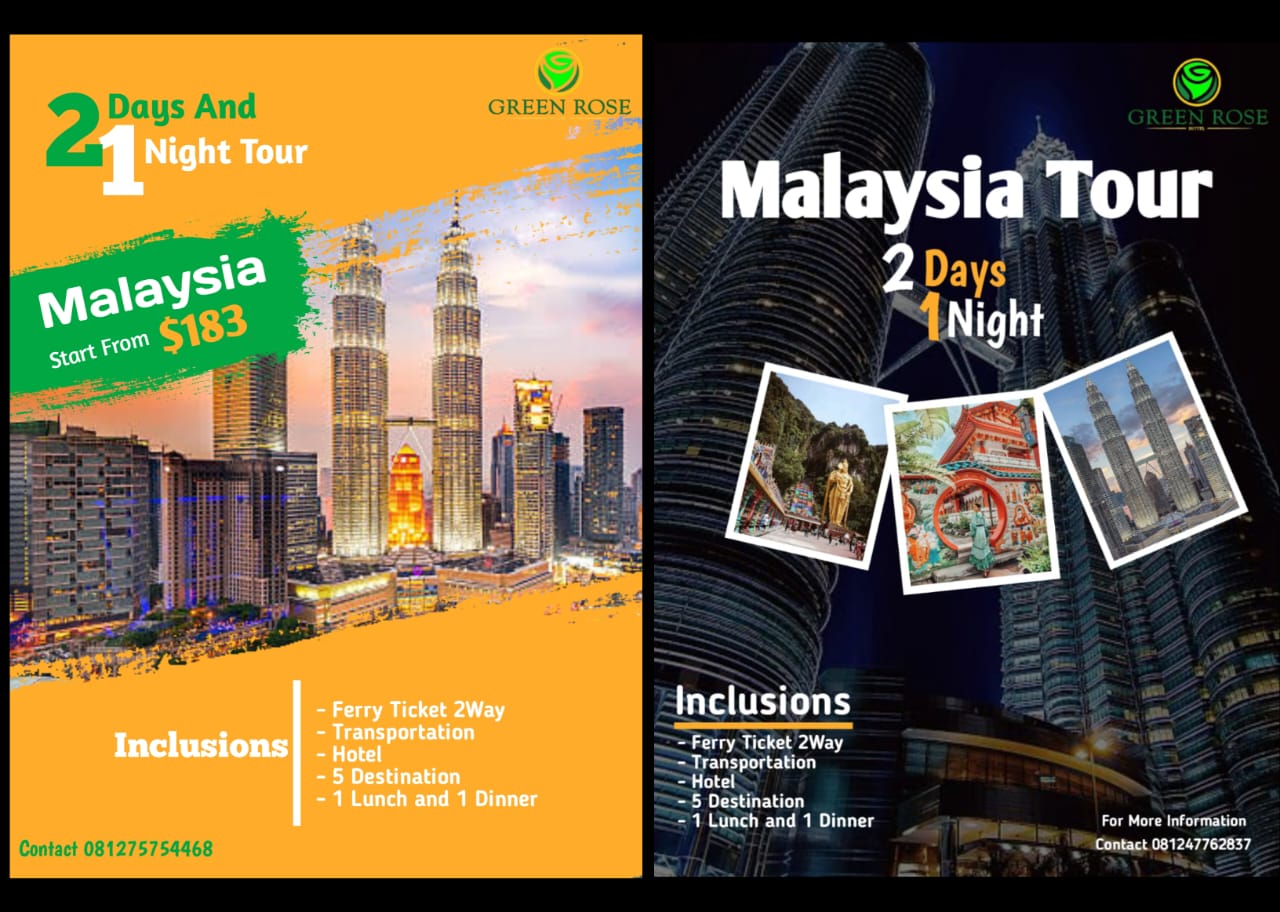 2 Days And
1 Night Tour
GREEN ROSE
Malaysia
Start From $183
Inclusions
- Ferry Ticket 2Way
- Transportation
- Hotel
- 5 Destination
- 1 Lunch and 1 Dinner
Contact 081275754468
GREEN ROSE
HOTEL
Malaysia Tour
2 Days
1 Night
Inclusions
- Ferry Ticket 2Way
- Transportation
- Hotel
- 5 Destination
- 1 Lunch and 1 Dinner
For More Information
Contact 081247762837